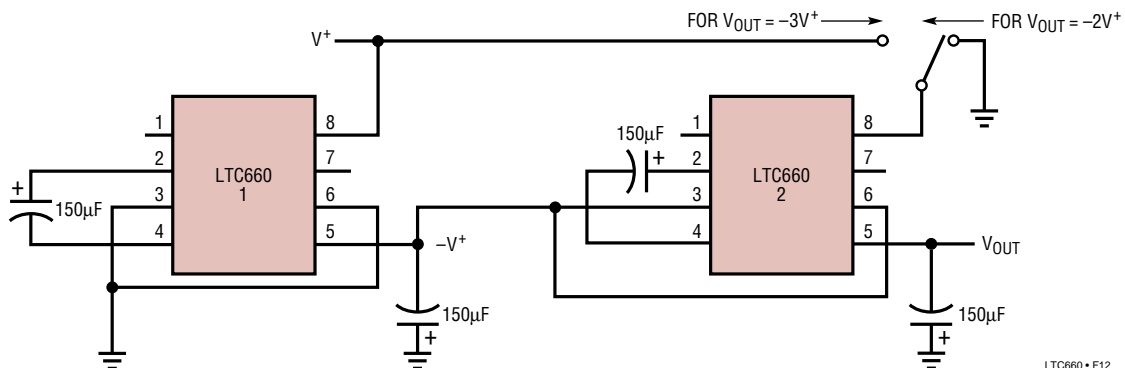 FOR VOUT = –3V+
FOR VOUT = –2V+
V+
1
2
3
4
8
7
6
5
LTC660
1
+
150µF
–V+
150µF
+
150µF
+
1
2
3
4
8
7
6
5
LTC660
2
VOUT
150µF
+
LTC660 • F12